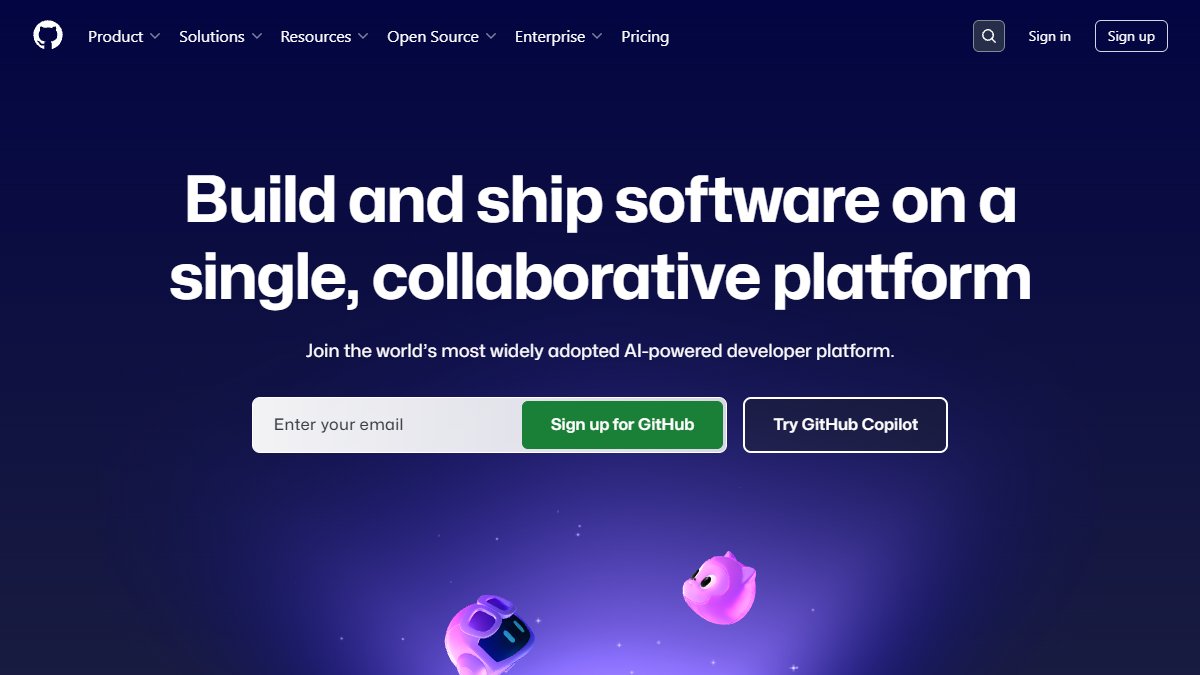 Product Solutions Resources Open Source Enterprise Pricing Sign in Sign up
Build and ship software on a
single, collaborative platform
Join the world’s most widely adopted AI-powered developer platform.
Enter your email Sign up for GitHub Try GitHub Copilot